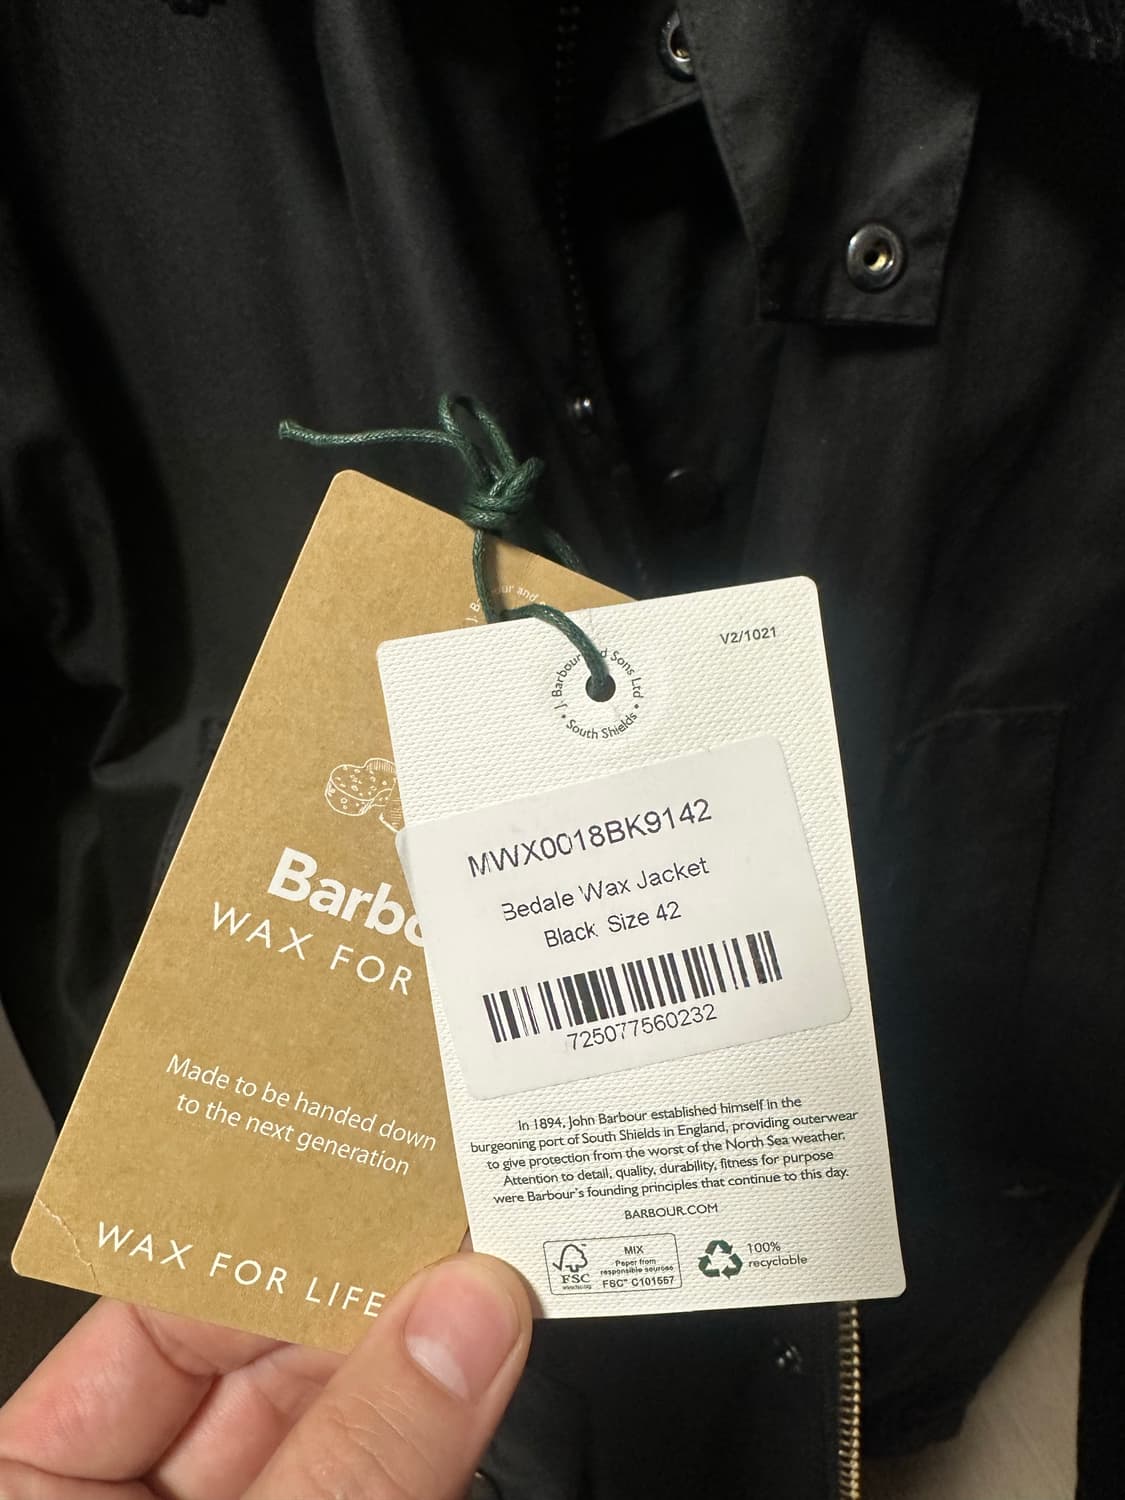 Barbo
WAX FOR
Made to be handed down
to the next generation
WAX FOR LIFE
V2/1021
J. Barbour and Sons Ltd • South Shields •
MWX0018BK9142
Bedale Wax Jacket
Black Size 42
725077560232
In 1894, John Barbour established himself in the
burgeoning port of South Shields in England, providing outerwear
to give protection from the worst of the North Sea weather.
Attention to detail, quality, durability, fitness for purpose
were Barbour's founding principles that continue to this day.
BARBOUR.COM
FSC
MIX
Paper from
responsible sources
FSC™ C101557
100%
recyclable